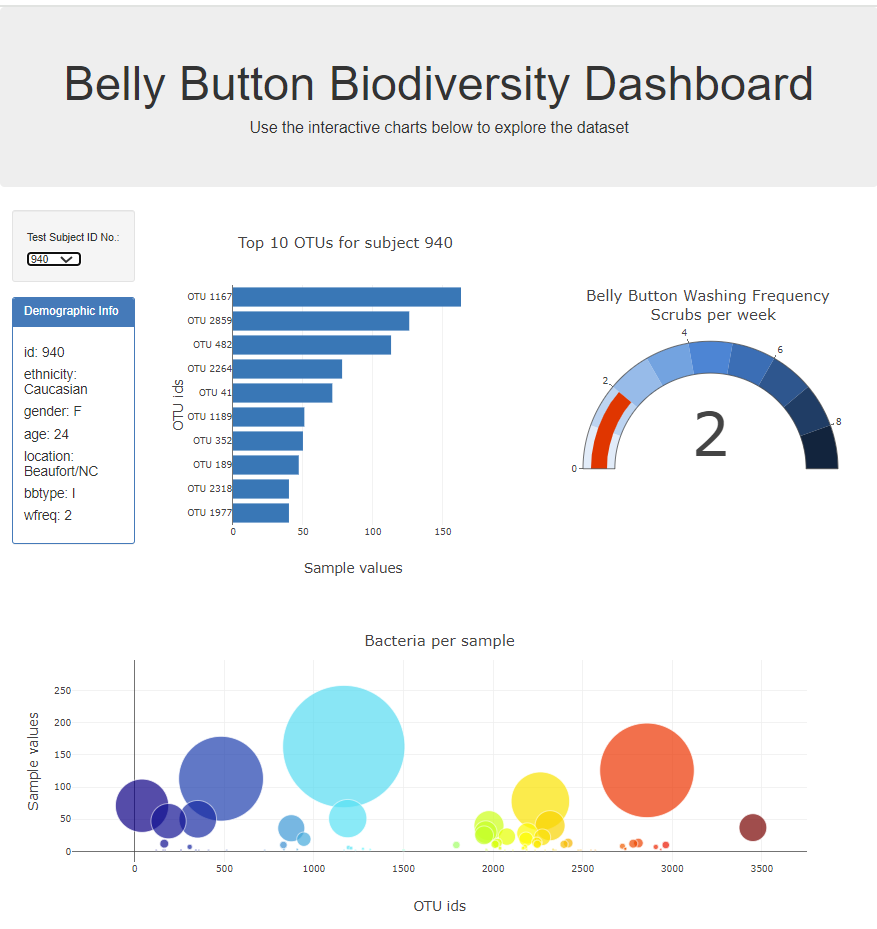 Belly Button Biodiversity Dashboard
Use the interactive charts below to explore the dataset
Test Subject ID No.:
940
Demographic Info
id: 940
ethnicity:
Caucasian
gender: F
age: 24
location:
Beaufort/NC
bbtype: I
wfreq: 2
Top 10 OTUs for subject 940
OTU ids
OTU 1167
OTU 2859
OTU 482
OTU 2264
OTU 41
OTU 1189
OTU 352
OTU 189
OTU 2318
OTU 1977
0 50 100 150
Sample values
Belly Button Washing Frequency
Scrubs per week
0 2 4 6 8
2
Bacteria per sample
Sample values
250
200
150
100
50
0
0 500 1000 1500 2000 2500 3000 3500
OTU ids